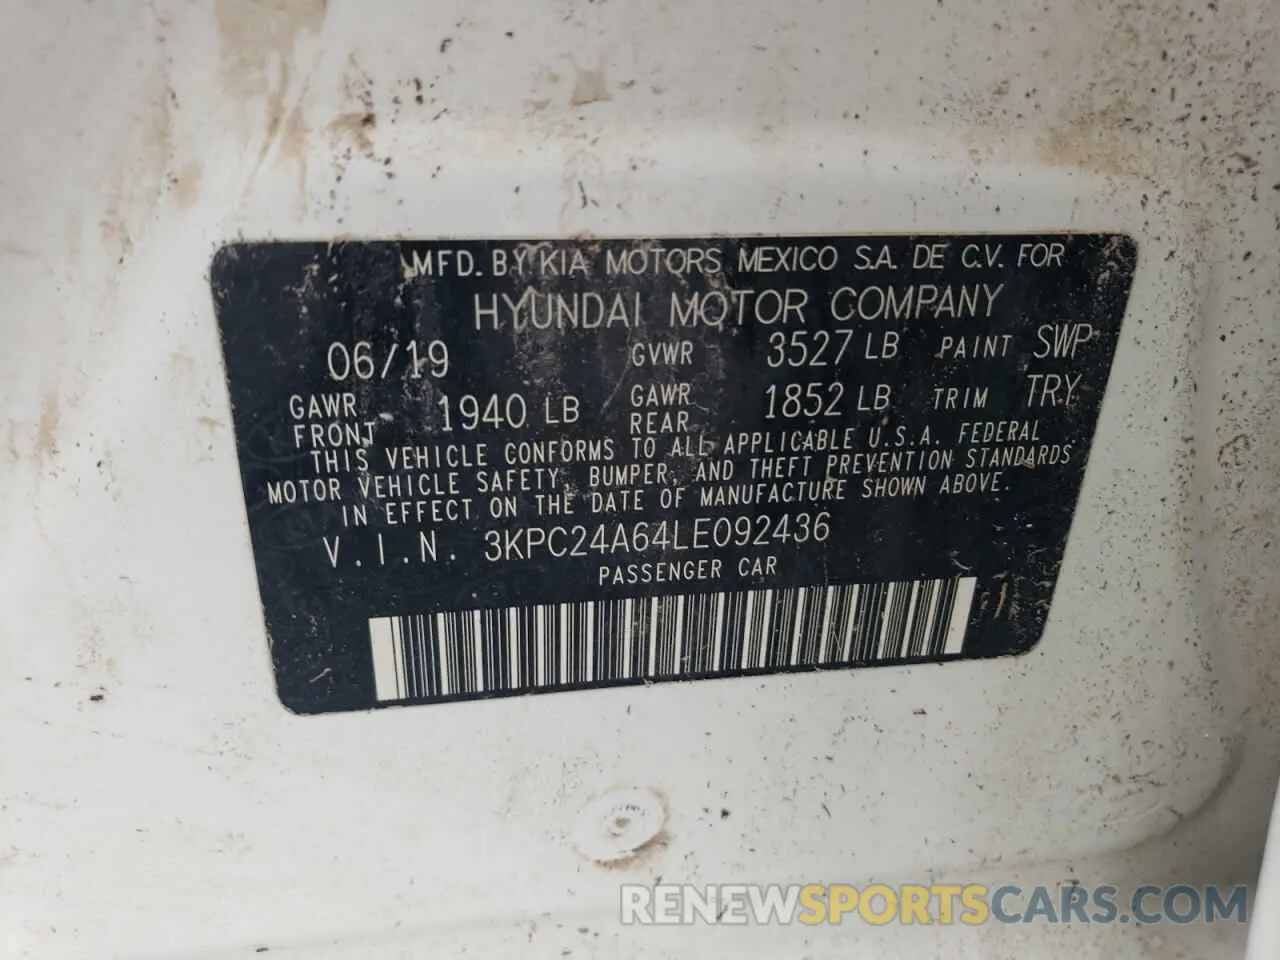 MFD. BY KIA MOTORS MEXICO S.A. DE C.V. FOR
HYUNDAI MOTOR COMPANY
06/19 GVWR 3527 LB PAINT SWP
GAWR FRONT 1940 LB GAWR REAR 1852 LB TRIM TRY
THIS VEHICLE CONFORMS TO ALL APPLICABLE U.S.A. FEDERAL
MOTOR VEHICLE SAFETY, BUMPER, AND THEFT PREVENTION STANDARDS
IN EFFECT ON THE DATE OF MANUFACTURE SHOWN ABOVE.
V.I.N. 3KPC24A64LE092436
PASSENGER CAR
RENEWSPORTSCARS.COM